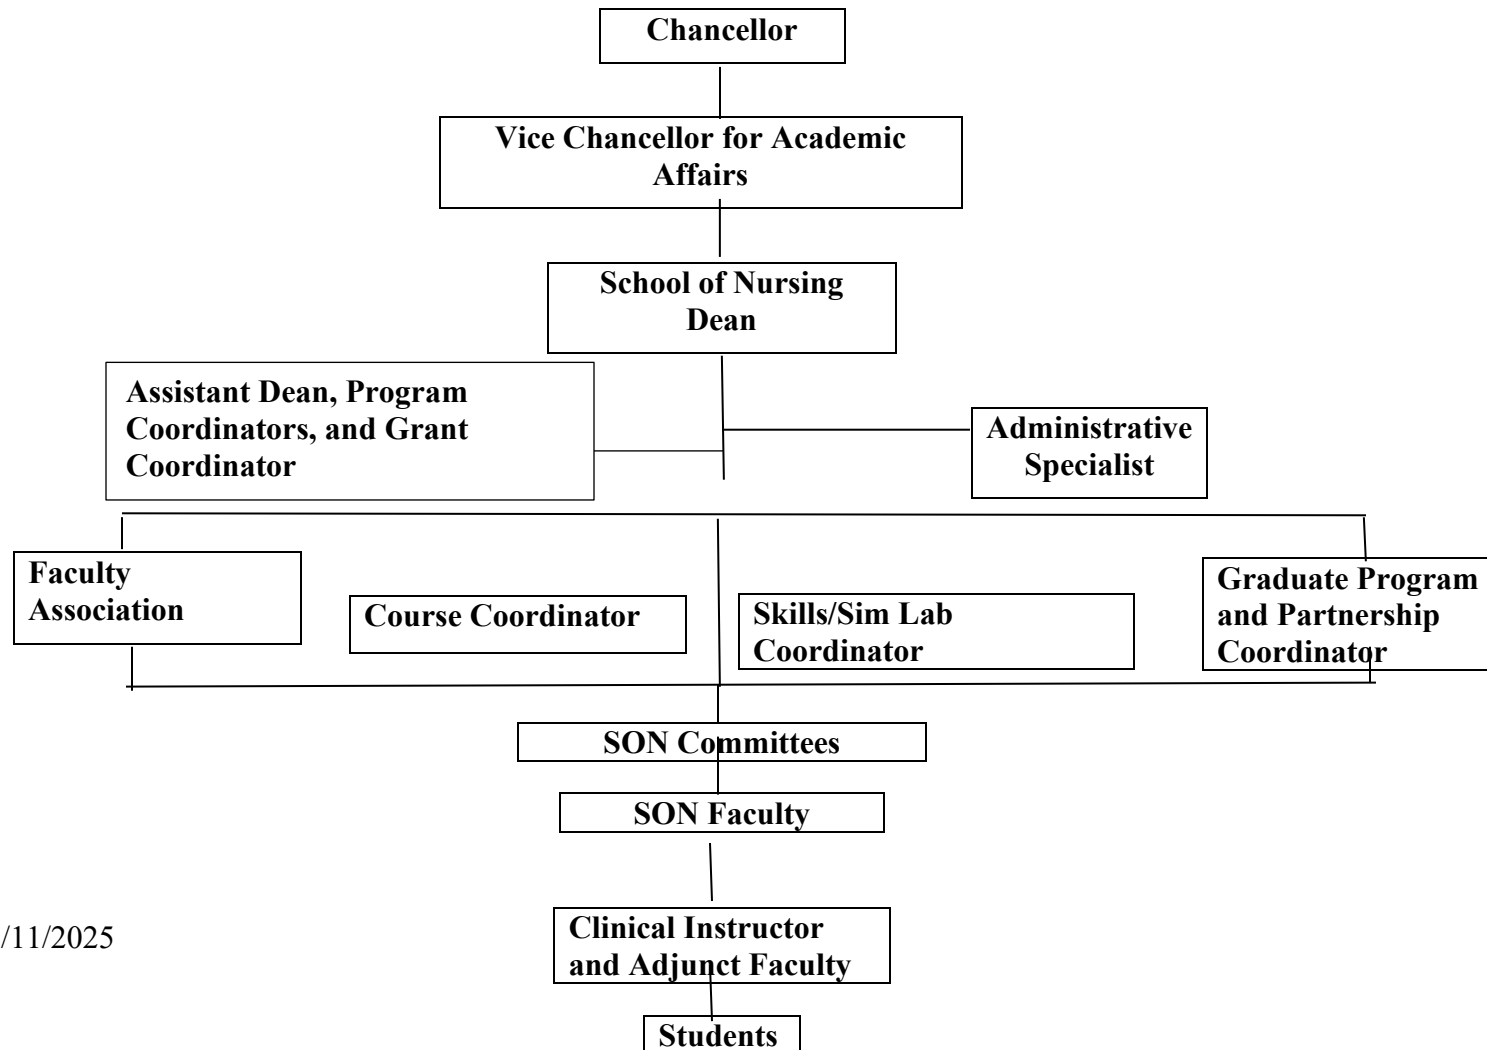 Chancellor
Vice Chancellor for Academic
Affairs
School of Nursing
Dean
Assistant Dean, Program
Coordinators, and Grant
Coordinator
Administrative
Specialist
Faculty
Association
Course Coordinator
Skills/Sim Lab
Coordinator
Graduate Program
and Partnership
Coordinator
SON Committees
SON Faculty
Clinical Instructor
and Adjunct Faculty
/11/2025
Students